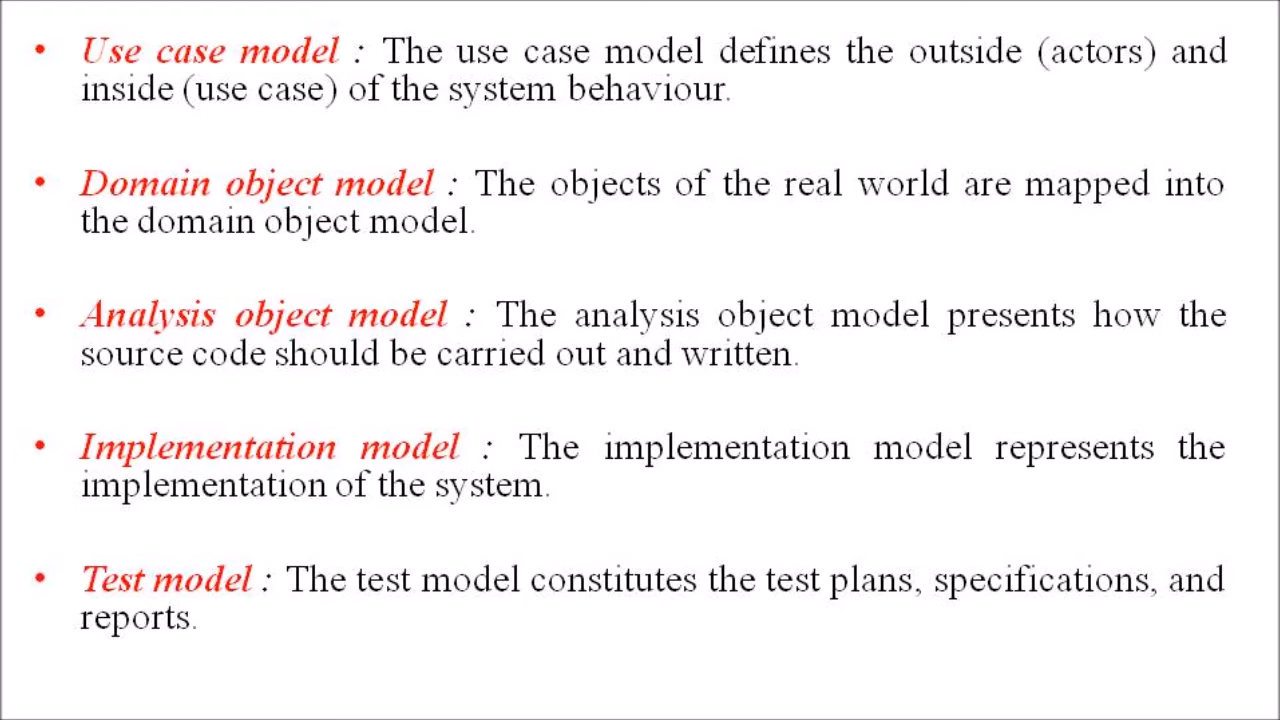 • Use case model : The use case model defines the outside (actors) and
inside (use case) of the system behaviour.
• Domain object model : The objects of the real world are mapped into
the domain object model.
• Analysis object model : The analysis object model presents how the
source code should be carried out and written.
• Implementation model : The implementation model represents the
implementation of the system.
• Test model : The test model constitutes the test plans, specifications, and
reports.